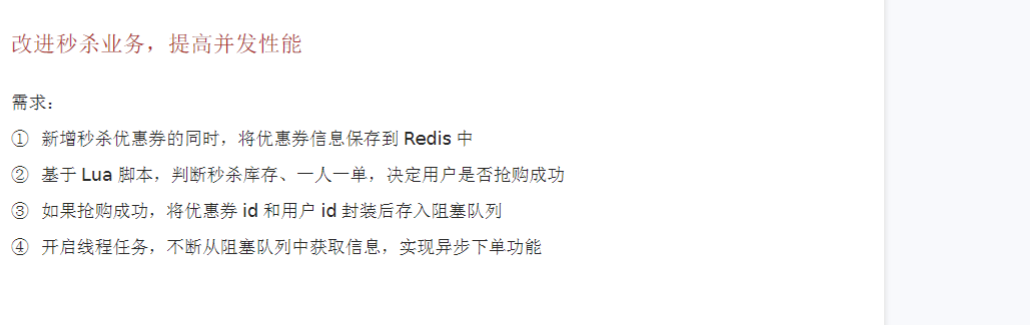 改进秒杀业务，提高并发性能
需求：
① 新增秒杀优惠券的同时，将优惠券信息保存到 Redis 中
② 基于 Lua 脚本，判断秒杀库存、一人一单，决定用户是否抢购成功
③ 如果抢购成功，将优惠券 id 和用户 id 封装后存入阻塞队列
④ 开启线程任务，不断从阻塞队列中获取信息，实现异步下单功能